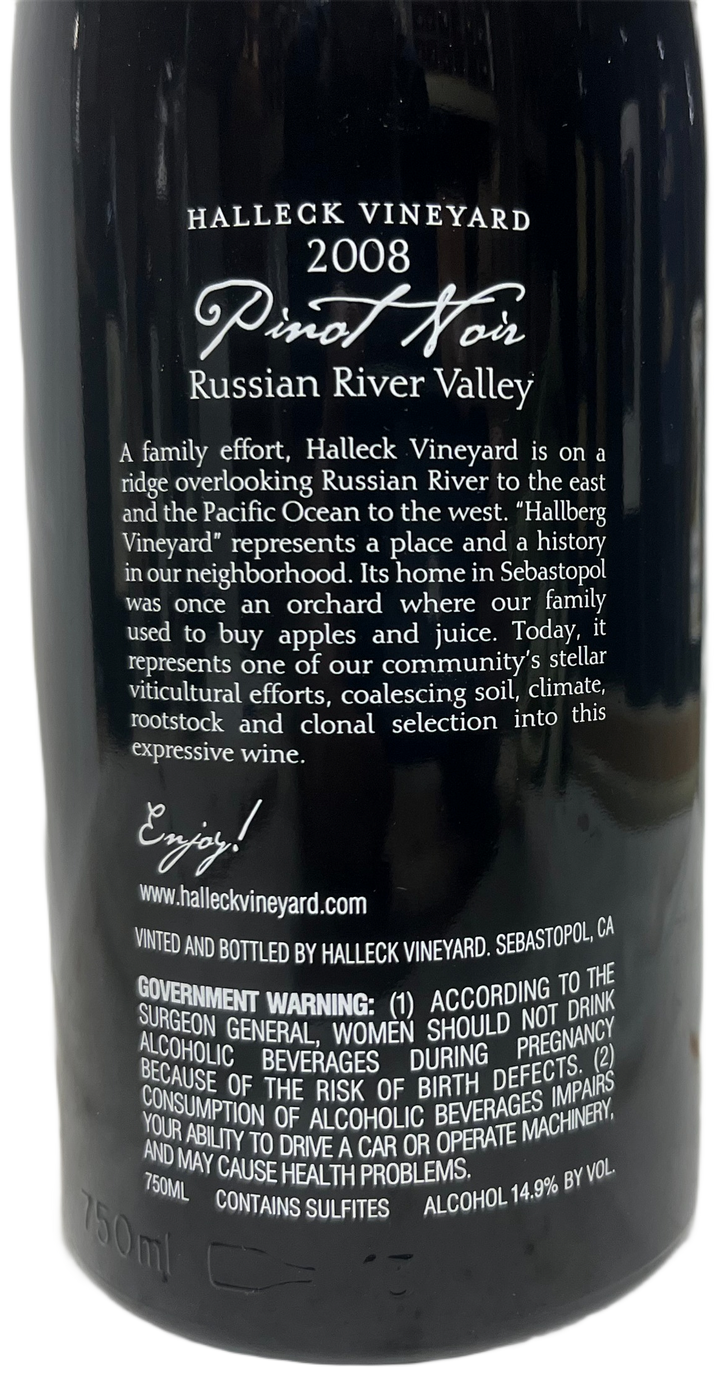 HALLECK VINEYARD
2008
Pinot Noir
Russian River Valley
A family effort, Halleck Vineyard is on a
ridge overlooking Russian River to the east
and the Pacific Ocean to the west. "Hallberg
Vineyard" represents a place and a history
in our neighborhood. Its home in Sebastopol
was once an orchard where our family
used to buy apples and juice. Today, it
represents one of our community's stellar
viticultural efforts, coalescing soil, climate,
rootstock and clonal selection into this
expressive wine.
Enjoy!
www.halleckvineyard.com
VINTED AND BOTTLED BY HALLECK VINEYARD. SEBASTOPOL, CA
GOVERNMENT WARNING: (1) ACCORDING TO THE
SURGEON GENERAL, WOMEN SHOULD NOT DRINK
ALCOHOLIC BEVERAGES DURING PREGNANCY
BECAUSE OF THE RISK OF BIRTH DEFECTS. (2)
CONSUMPTION OF ALCOHOLIC BEVERAGES IMPAIRS
YOUR ABILITY TO DRIVE A CAR OR OPERATE MACHINERY,
AND MAY CAUSE HEALTH PROBLEMS.
750ML CONTAINS SULFITES ALCOHOL 14.9% BY VOL.
750ml